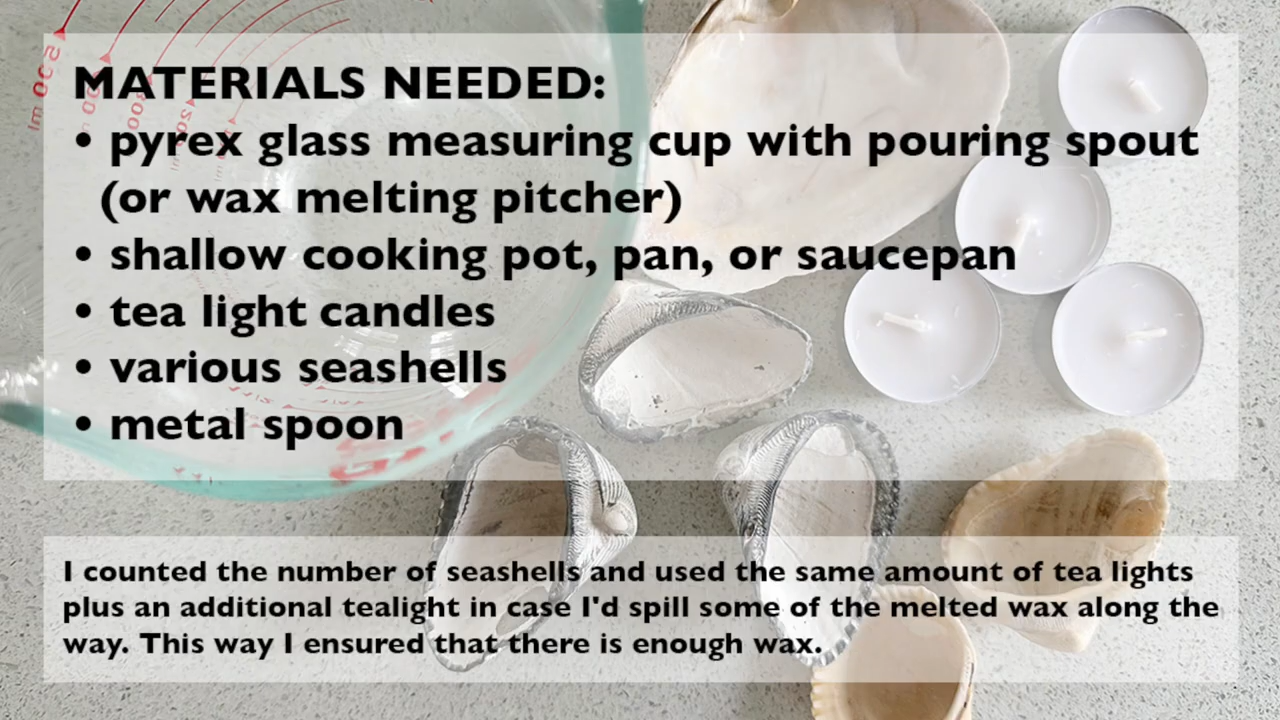 MATERIALS NEEDED:
• pyrex glass measuring cup with pouring spout
(or wax melting pitcher)
• shallow cooking pot, pan, or saucepan
• tea light candles
• various seashells
• metal spoon
I counted the number of seashells and used the same amount of tea lights
plus an additional tealight in case I'd spill some of the melted wax along the
way. This way I ensured that there is enough wax.